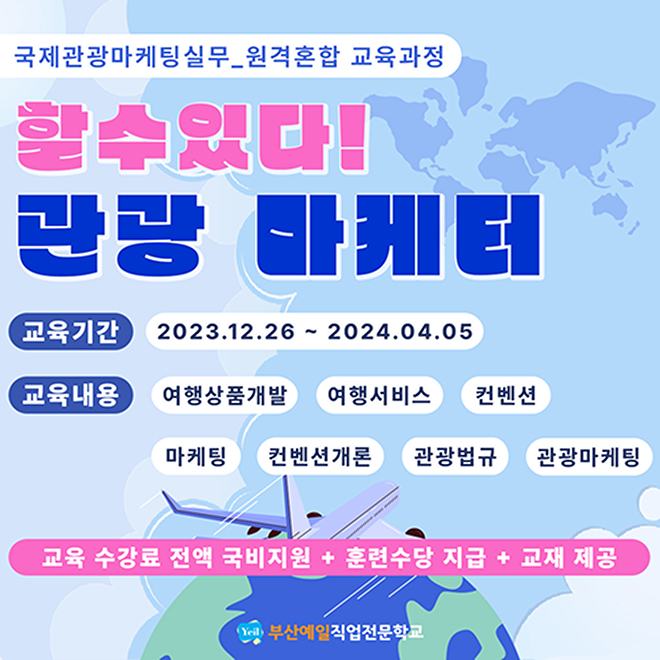 국제관광마케팅실무_원격혼합 교육과정
할수있다!
관광 마케터
교육기간 2023.12.26 ~ 2024.04.05
교육내용 여행상품개발 여행서비스 컨벤션
마케팅 컨벤션개론 관광법규 관광마케팅
교육 수강료 전액 국비지원 + 훈련수당 지급 + 교재 제공
Yeil 부산예일직업전문학교